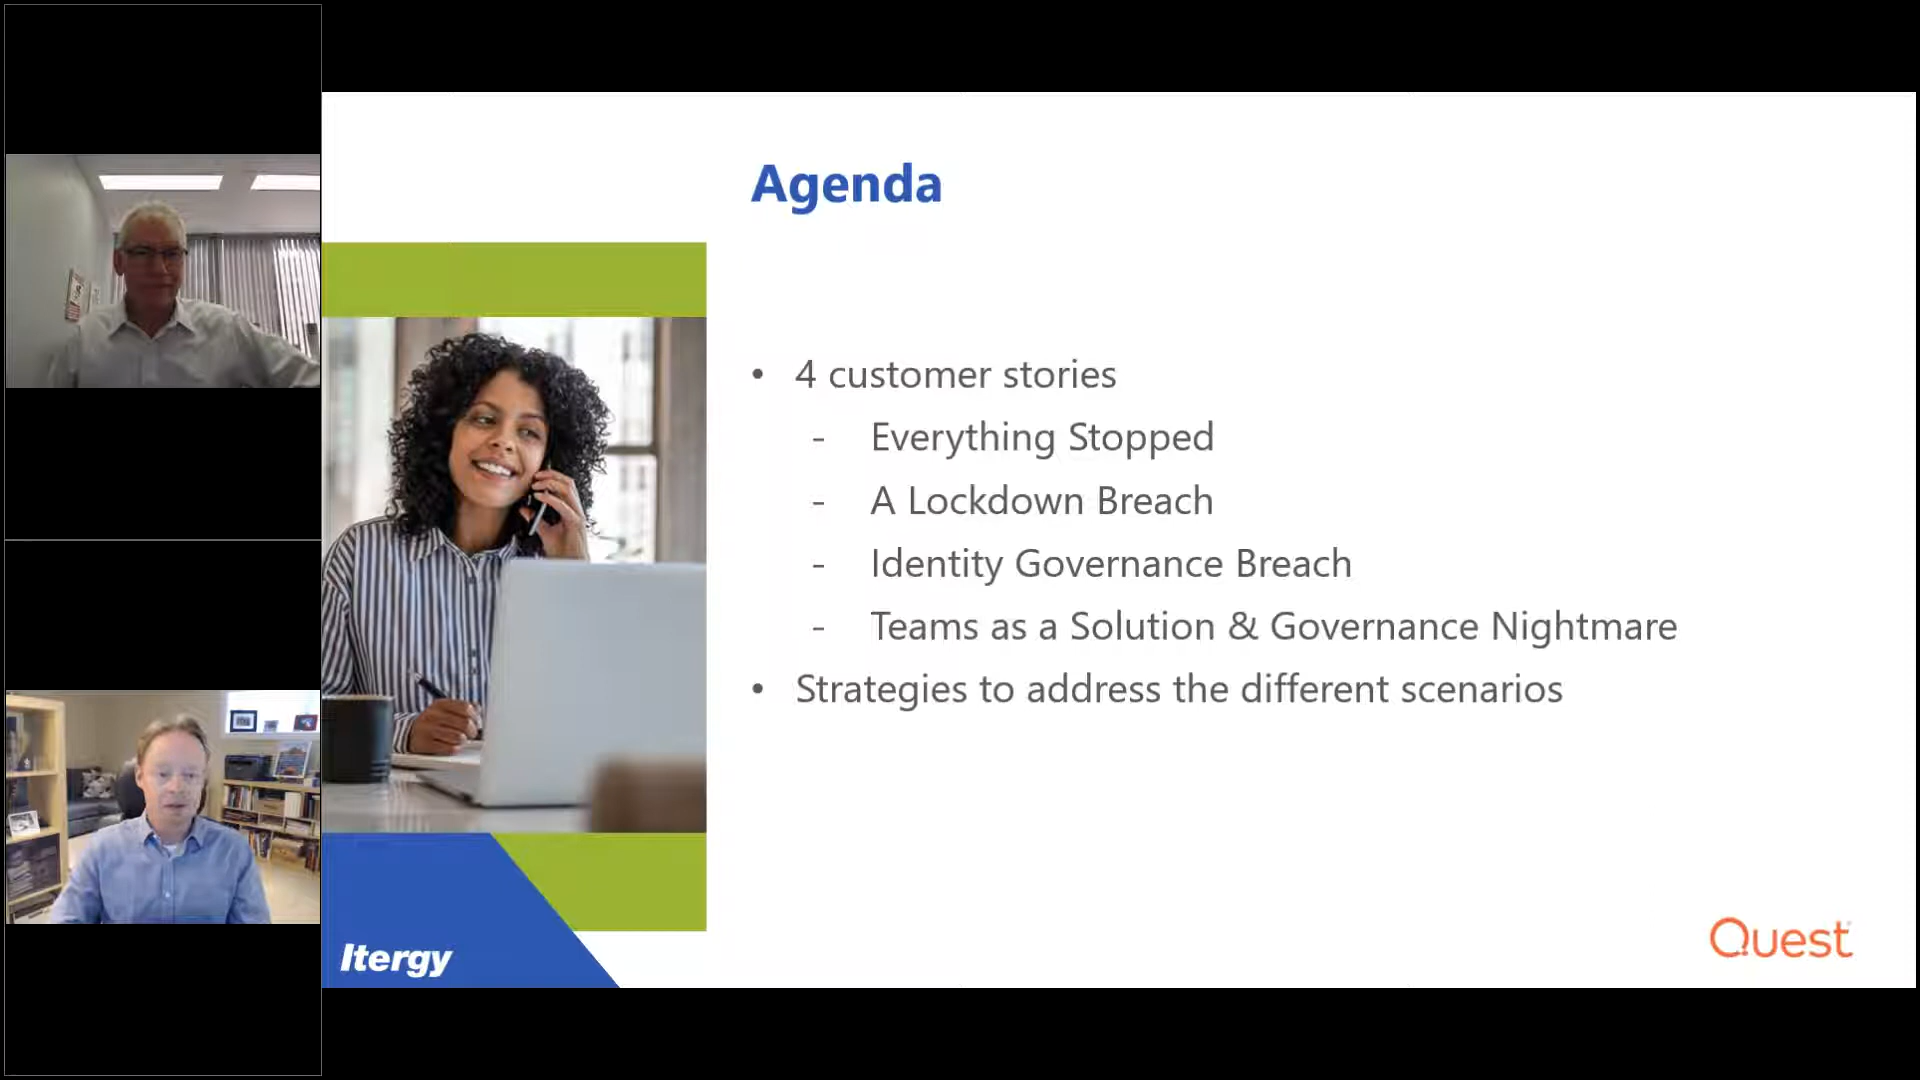 Agenda
• 4 customer stories
- Everything Stopped
- A Lockdown Breach
- Identity Governance Breach
- Teams as a Solution & Governance Nightmare
• Strategies to address the different scenarios
Itergy
Quest